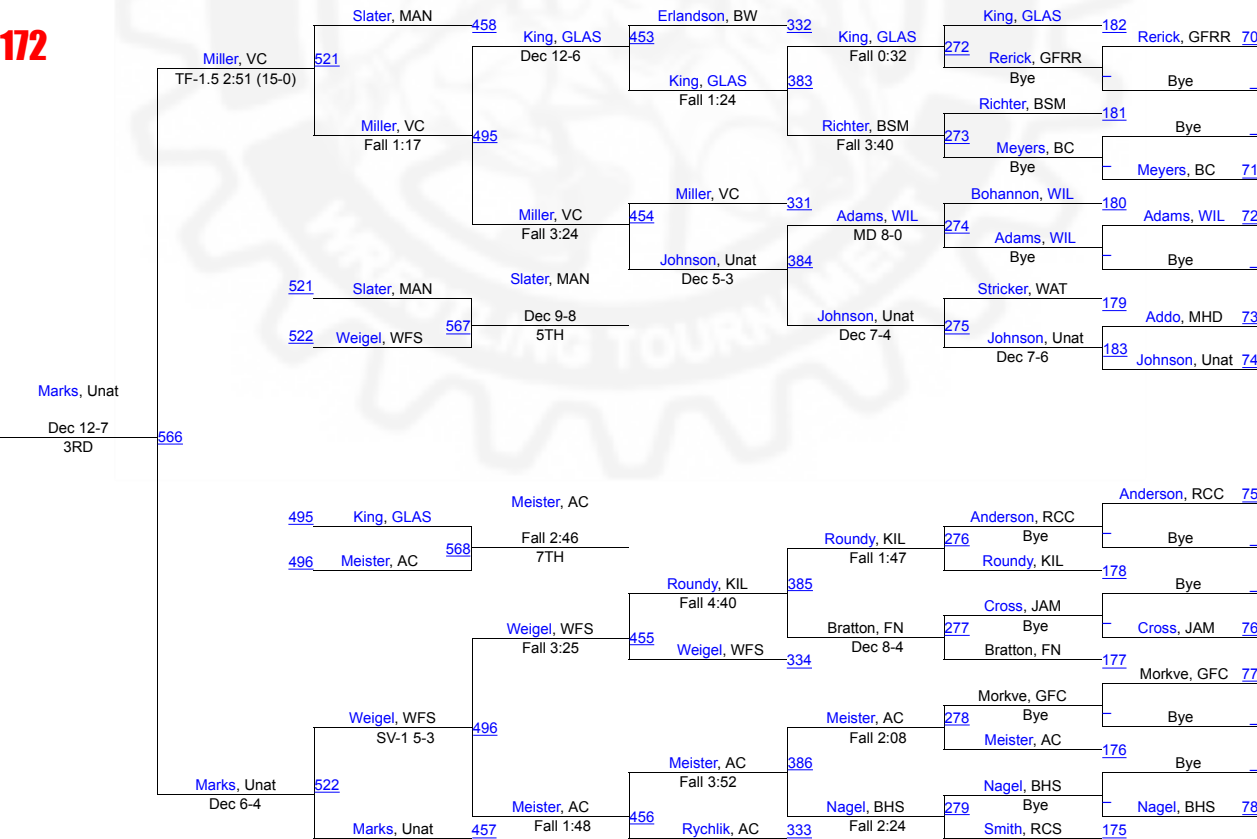 172
Slater, MAN 458
Miller, VC 521
TF-1.5 2:51 (15-0)
Miller, VC
Fall 1:17
495
King, GLAS 453
Dec 12-6
Erlandson, BW 332
King, GLAS
Fall 1:24
383
King, GLAS
Fall 0:32
272
King, GLAS 182
Rerick, GFRR
Bye
Rerick, GFRR 70
Bye
Richter, BSM
Fall 3:40
273
Richter, BSM 181
Meyers, BC
Bye
Bye
Meyers, BC 71
Miller, VC
Fall 3:24
454
Miller, VC 331
Johnson, Unat
Dec 5-3
384
Adams, WIL
MD 8-0
274
Bohannon, WIL 180
Adams, WIL
Bye
Adams, WIL 72
Bye
Johnson, Unat
Dec 7-4
275
Stricker, WAT 179
Johnson, Unat
Dec 7-6
183
Addo, MHD 73
Johnson, Unat 74
Slater, MAN
521 Slater, MAN
522 Weigel, WFS
567
Dec 9-8
5TH
WRESTLING TOURNAMENT
Marks, Unat
Dec 12-7
3RD
566
Meister, AC
495 King, GLAS
496 Meister, AC
568
Fall 2:46
7TH
Roundy, KIL
Fall 1:47
276
Anderson, RCC
Bye
Anderson, RCC 75
Bye
Roundy, KIL 178
Roundy, KIL
Fall 4:40
385
Bratton, FN
Dec 8-4
277
Cross, JAM
Bye
Bye
Cross, JAM 76
Bratton, FN 177
Weigel, WFS
Fall 3:25
455
Weigel, WFS 334
Weigel, WFS
SV-1 5-3
496
Meister, AC
Fall 2:08
278
Morkve, GFC
Bye
Morkve, GFC 77
Bye
Meister, AC 176
Meister, AC
Fall 3:52
386
Nagel, BHS
Fall 2:24
279
Nagel, BHS
Bye
Bye
Nagel, BHS 78
Smith, RCS 175
Marks, Unat
Dec 6-4
522
Meister, AC
Fall 1:48
456
Marks, Unat 457
Rychlik, AC 333